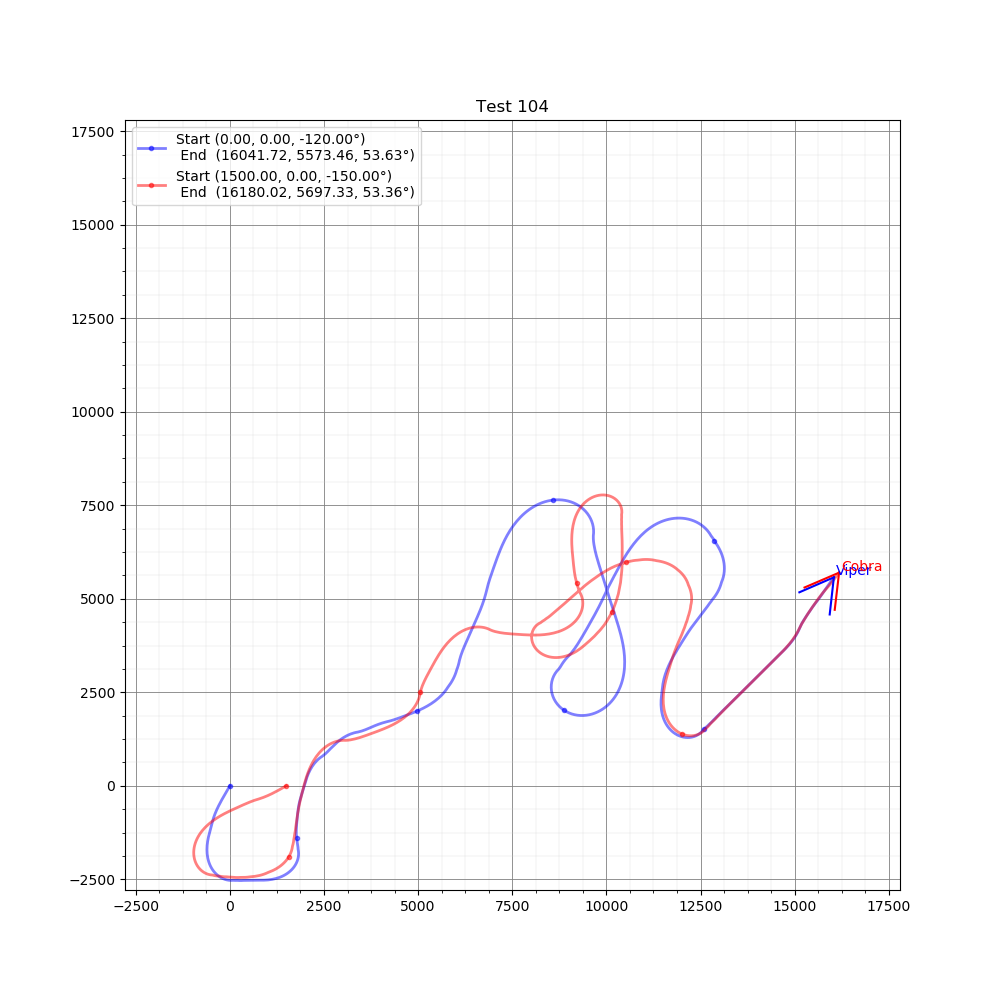 Test 104
Start (0.00, 0.00, -120.00°)
End  (16041.72, 5573.46, 53.63°)
Start (1500.00, 0.00, -150.00°)
End  (16180.02, 5697.33, 53.36°)
17500
15000
12500
10000
7500
5000
2500
0
−2500
Cobra
Viper
−2500 0 2500 5000 7500 10000 12500 15000 17500